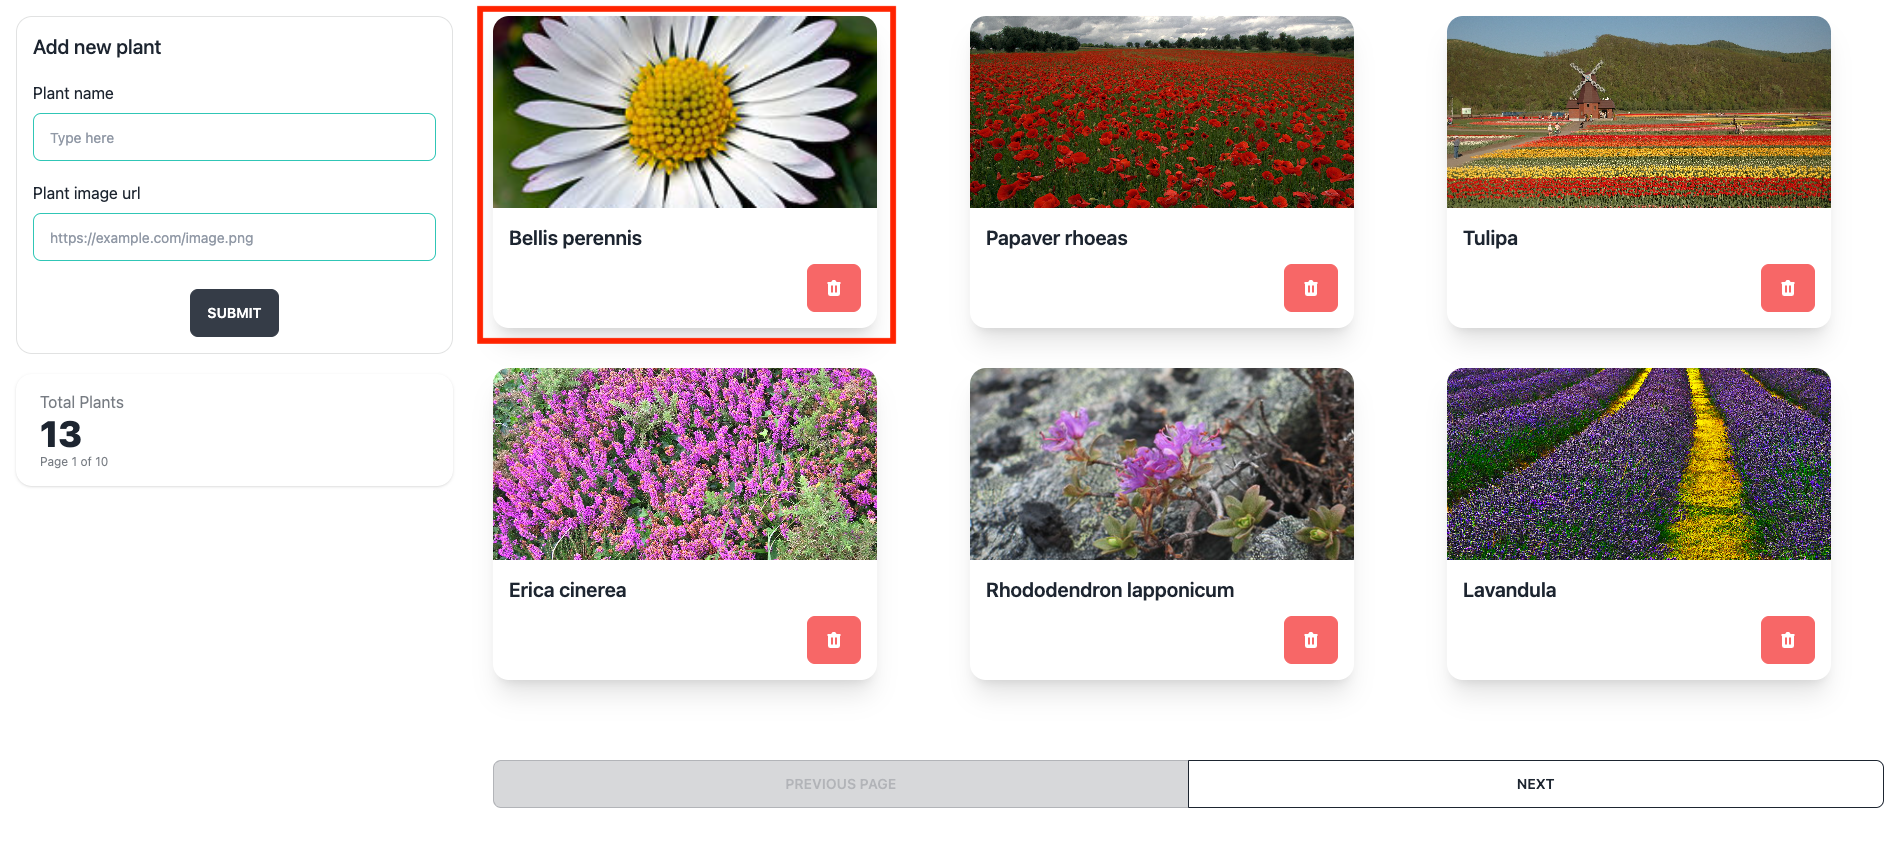 Add new plant
Plant name
Type here
Plant image url
https://example.com/image.png
SUBMIT
Total Plants
13
Page 1 of 10
Bellis perennis
Papaver rhoeas
Tulipa
Erica cinerea
Rhododendron lapponicum
Lavandula
PREVIOUS PAGE
NEXT